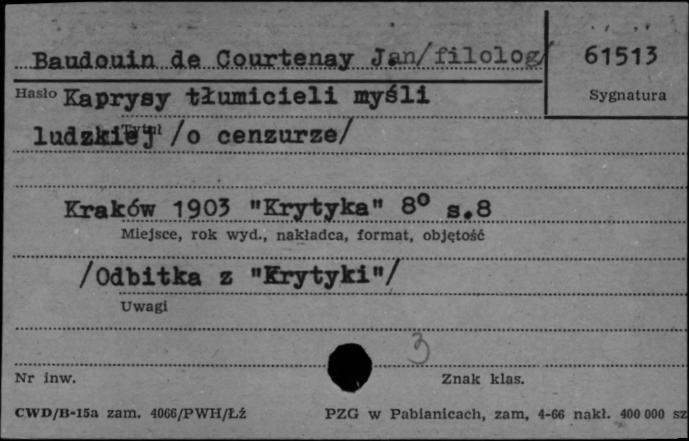 Baudouin de Courtenay Jan/filolog/ 61513
Hasło Kaprysy tłumicieli myśli Sygnatura
ludzkiej /o cenzurze/
Tytuł
Kraków 1903 "Krytyka" 8° s.8
Miejsce, rok wyd., nakładca, format, objętość
/Odbitka z "Krytyki"/
Uwagi
3
Nr inw. Znak klas.
CWD/B-15a zam. 4066/PWH/Łż PZG w Pabianicach, zam, 4-66 nakł. 400 000 sz